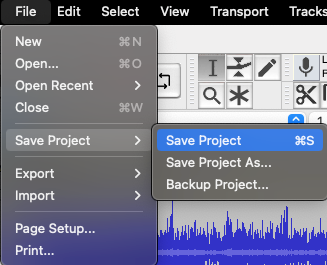 File Edit Select View Transport Tracks
New ⌘N
Open... ⌘O
Open Recent
Close ⌘W
Save Project
Save Project ⌘S
Save Project As...
Backup Project...
Export
Import
Page Setup...
Print...
1